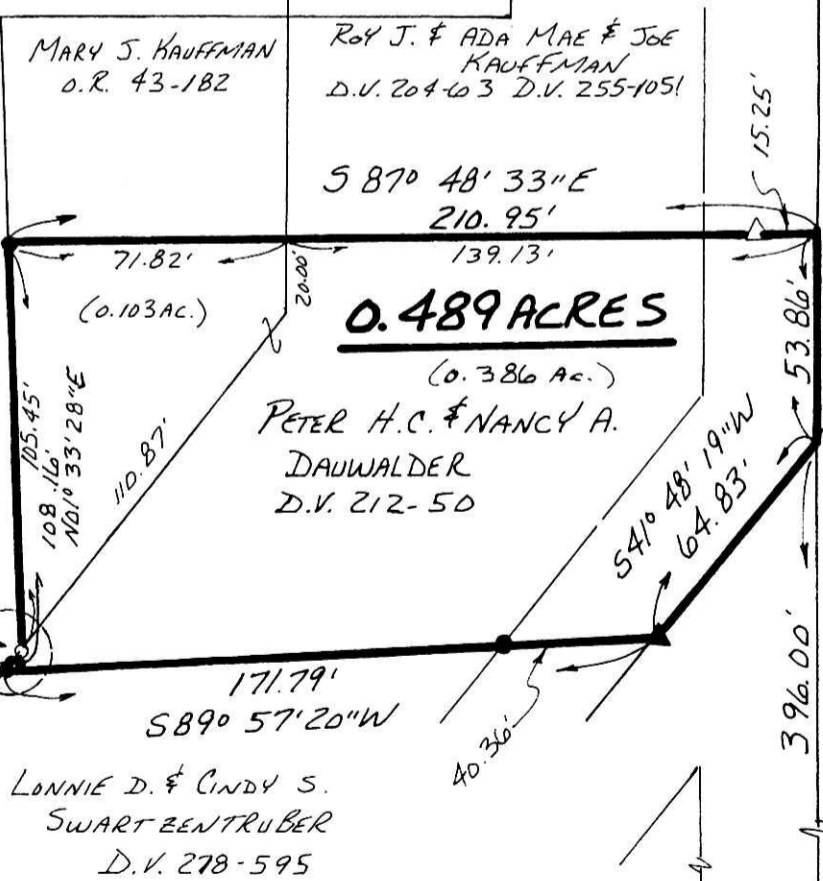 MARY J. KAUFFMAN
O.R. 43-182
ROY J. & ADA MAE & JOE
KAUFFMAN
D.V. 204-603 D.V. 255-1051
15.25'
S 87° 48' 33"E
210.95'
71.82'
139.13'
20.00'
(0.103 AC.)
0.489 ACRES
(0.386 Ac.)
53.86'
105.45'
108.16'
N01° 33' 28"E
110.87'
PETER H.C. & NANCY A.
DAUWALDER
D.V. 212-50
S41° 48' 19"W
64.83'
171.79'
S89° 57' 20"W
40.36'
396.00'
LONNIE D. & CINDY S.
SWARTZENTRUBER
D.V. 278-595